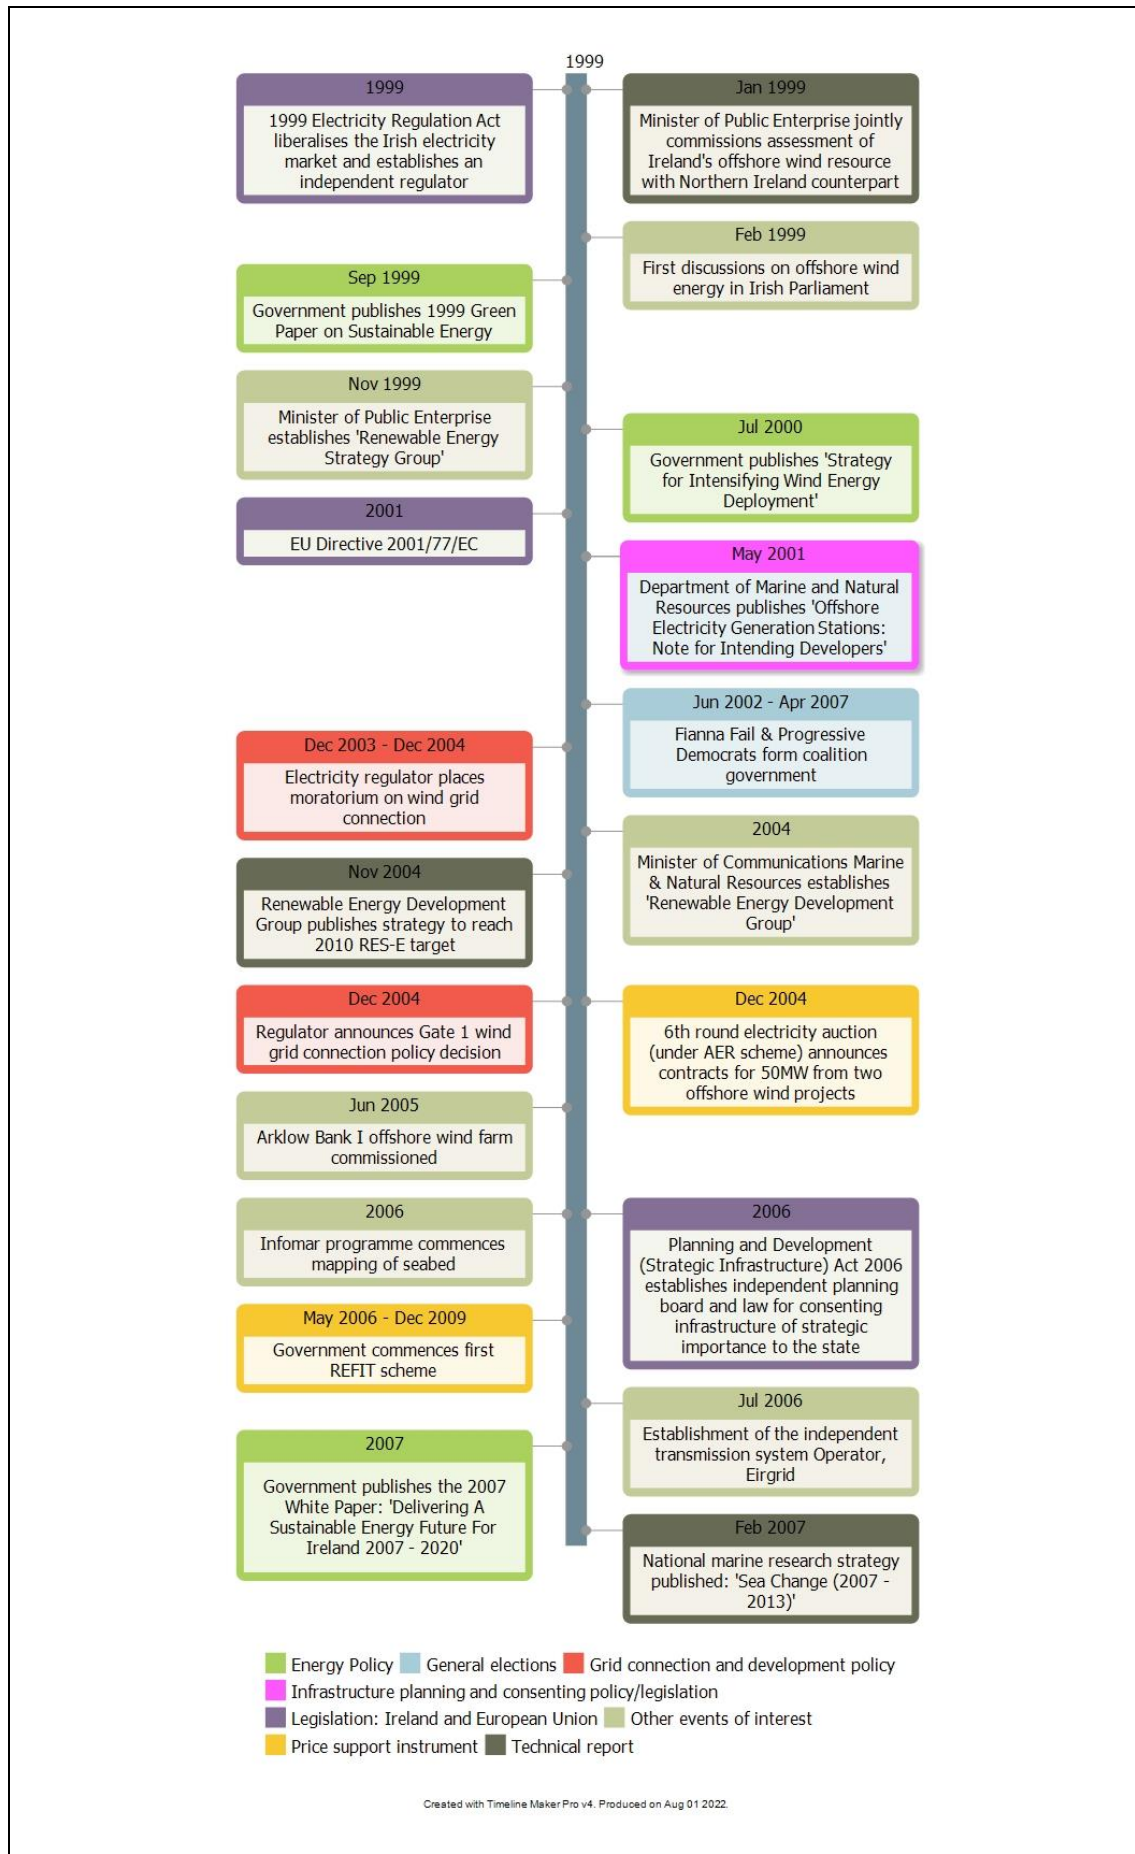 1999
1999
1999 Electricity Regulation Act
liberalises the Irish electricity
market and establishes an
independent regulator
Jan 1999
Minister of Public Enterprise jointly
commissions assessment of
Ireland's offshore wind resource
with Northern Ireland counterpart
Feb 1999
First discussions on offshore wind
energy in Irish Parliament
Sep 1999
Government publishes 1999 Green
Paper on Sustainable Energy
Nov 1999
Minister of Public Enterprise
establishes 'Renewable Energy
Strategy Group'
Jul 2000
Government publishes 'Strategy
for Intensifying Wind Energy
Deployment'
2001
EU Directive 2001/77/EC
May 2001
Department of Marine and Natural
Resources publishes 'Offshore
Electricity Generation Stations:
Note for Intending Developers'
Jun 2002 - Apr 2007
Fianna Fail & Progressive
Democrats form coalition
government
Dec 2003 - Dec 2004
Electricity regulator places
moratorium on wind grid
connection
2004
Minister of Communications Marine
& Natural Resources establishes
'Renewable Energy Development
Group'
Nov 2004
Renewable Energy Development
Group publishes strategy to reach
2010 RES-E target
Dec 2004
Regulator announces Gate 1 wind
grid connection policy decision
Dec 2004
6th round electricity auction
(under AER scheme) announces
contracts for 50MW from two
offshore wind projects
Jun 2005
Arklow Bank I offshore wind farm
commissioned
2006
Infomar programme commences
mapping of seabed
2006
Planning and Development
(Strategic Infrastructure) Act 2006
establishes independent planning
board and law for consenting
infrastructure of strategic
importance to the state
May 2006 - Dec 2009
Government commences first
REFIT scheme
Jul 2006
Establishment of the independent
transmission system Operator,
Eirgrid
2007
Government publishes the 2007
White Paper: 'Delivering A
Sustainable Energy Future For
Ireland 2007 - 2020'
Feb 2007
National marine research strategy
published: 'Sea Change (2007 -
2013)'
Energy Policy General elections Grid connection and development policy
Infrastructure planning and consenting policy/legislation
Legislation: Ireland and European Union Other events of interest
Price support instrument Technical report
Created with Timeline Maker Pro v4. Produced on Aug 01 2022.